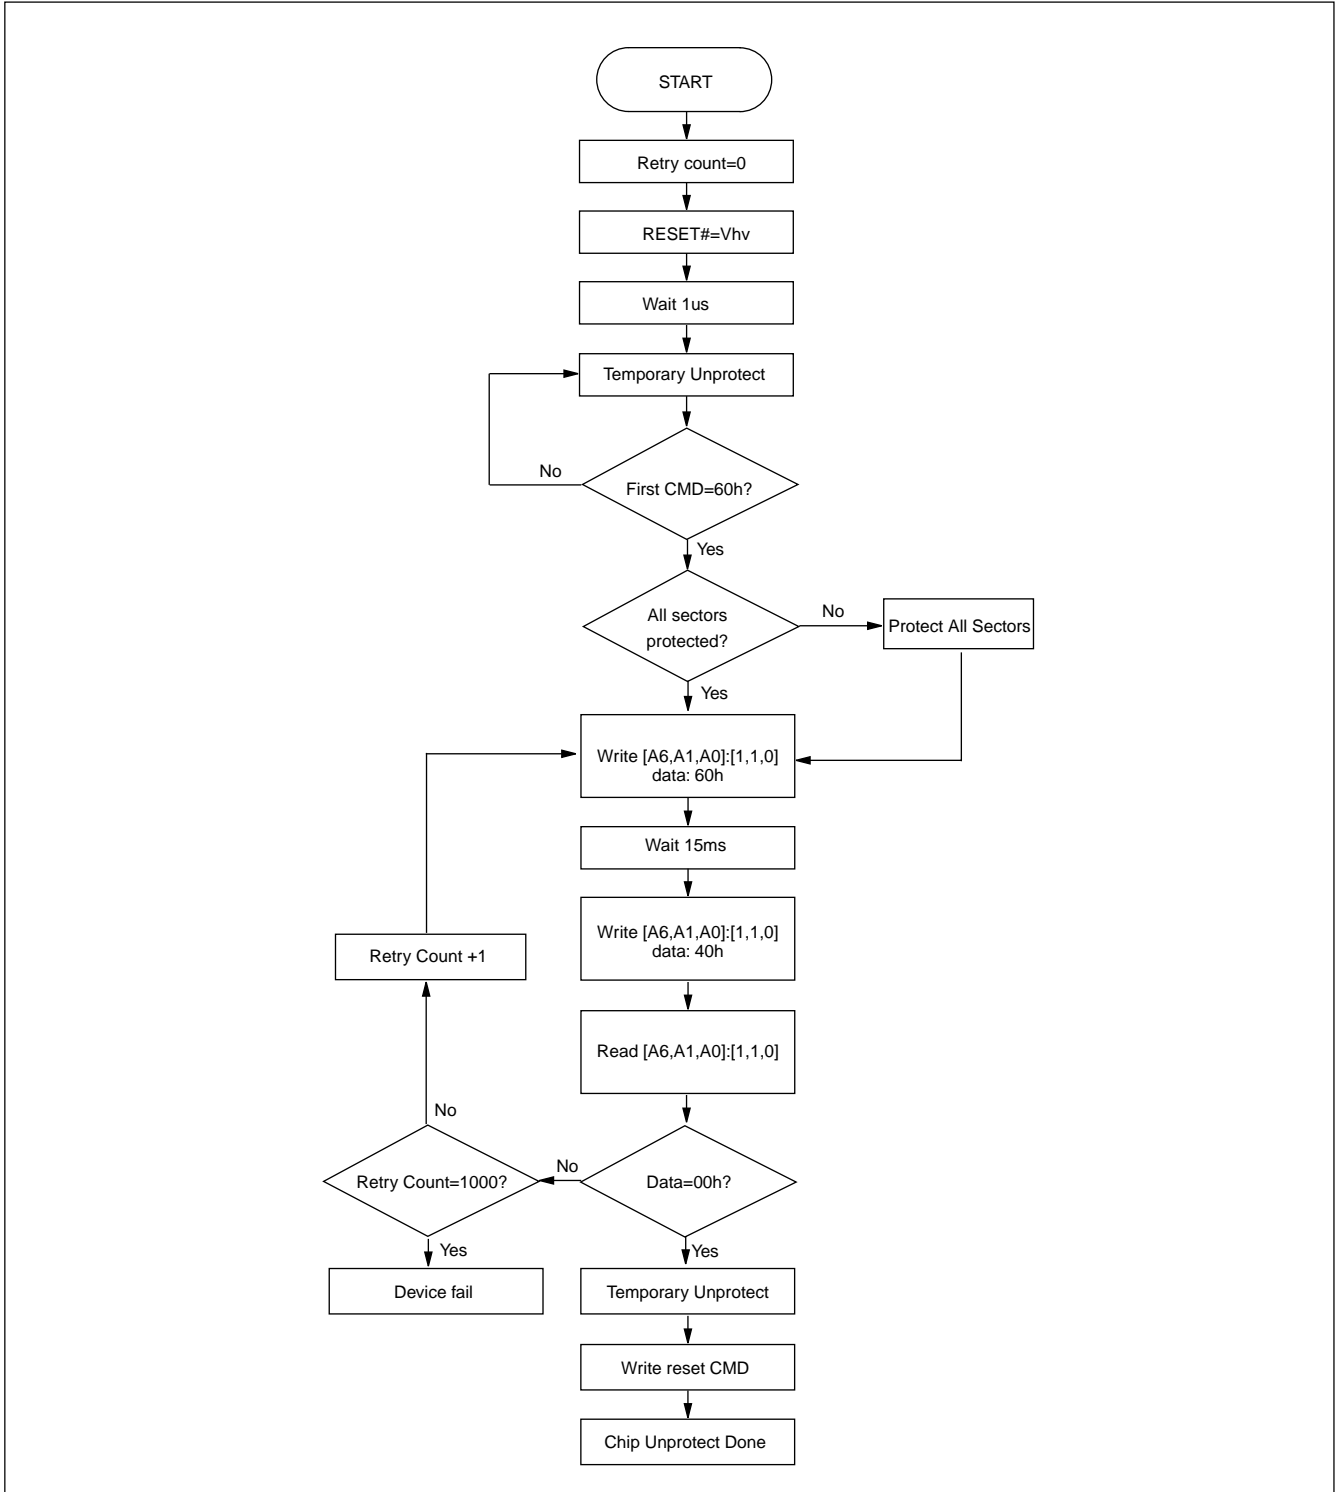 START
Retry count=0
RESET#=Vhv
Wait 1us
Temporary Unprotect
No
First CMD=60h?
Yes
All sectors
protected?
No
Protect All Sectors
Yes
Write [A6,A1,A0]:[1,1,0]
data: 60h
Wait 15ms
Write [A6,A1,A0]:[1,1,0]
data: 40h
Retry Count +1
Read [A6,A1,A0]:[1,1,0]
No
Retry Count=1000?
No
Data=00h?
Yes
Yes
Device fail
Temporary Unprotect
Write reset CMD
Chip Unprotect Done